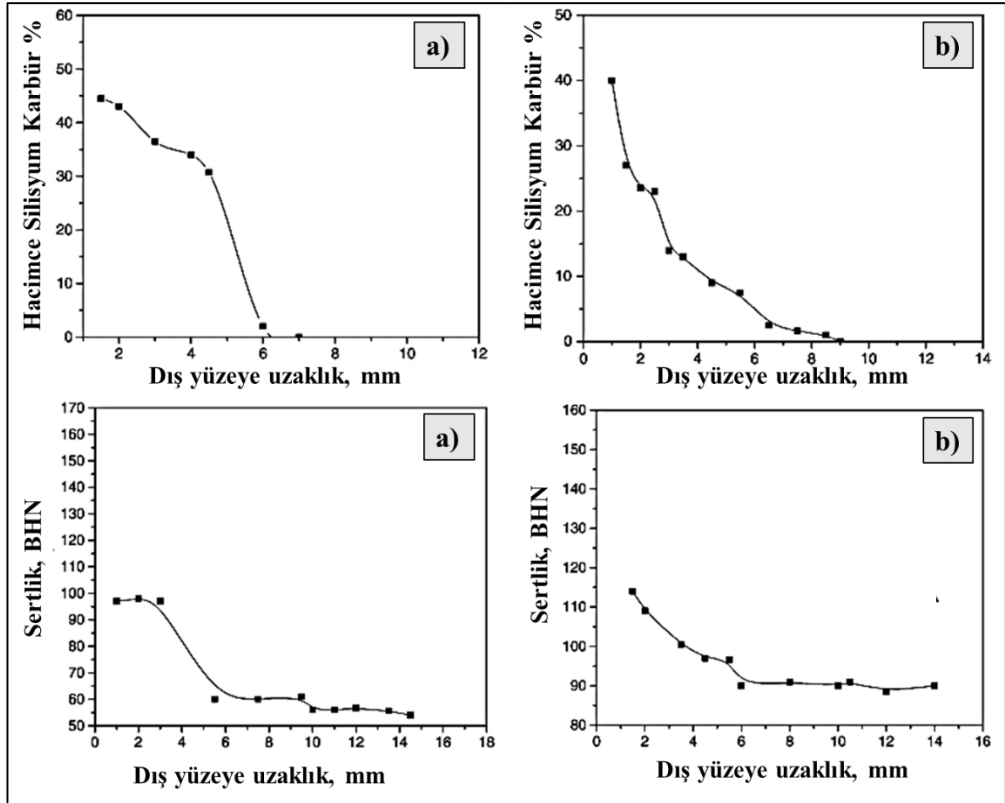 Hacimce Silisyum Karbür %
60
50
40
30
20
10
0
a)
2 4 6 8 10 12
Dış yüzeye uzaklık, mm
Hacimce Silisyum Karbür %
50
40
30
20
10
0
b)
0 2 4 6 8 10 12 14
Dış yüzeye uzaklık, mm
Sertlik, BHN
170
160
150
140
130
120
110
100
90
80
70
60
50
a)
0 2 4 6 8 10 12 14 16 18
Dış yüzeye uzaklık, mm
Sertlik, BHN
160
150
140
130
120
110
100
90
80
b)
0 2 4 6 8 10 12 14 16
Dış yüzeye uzaklık, mm